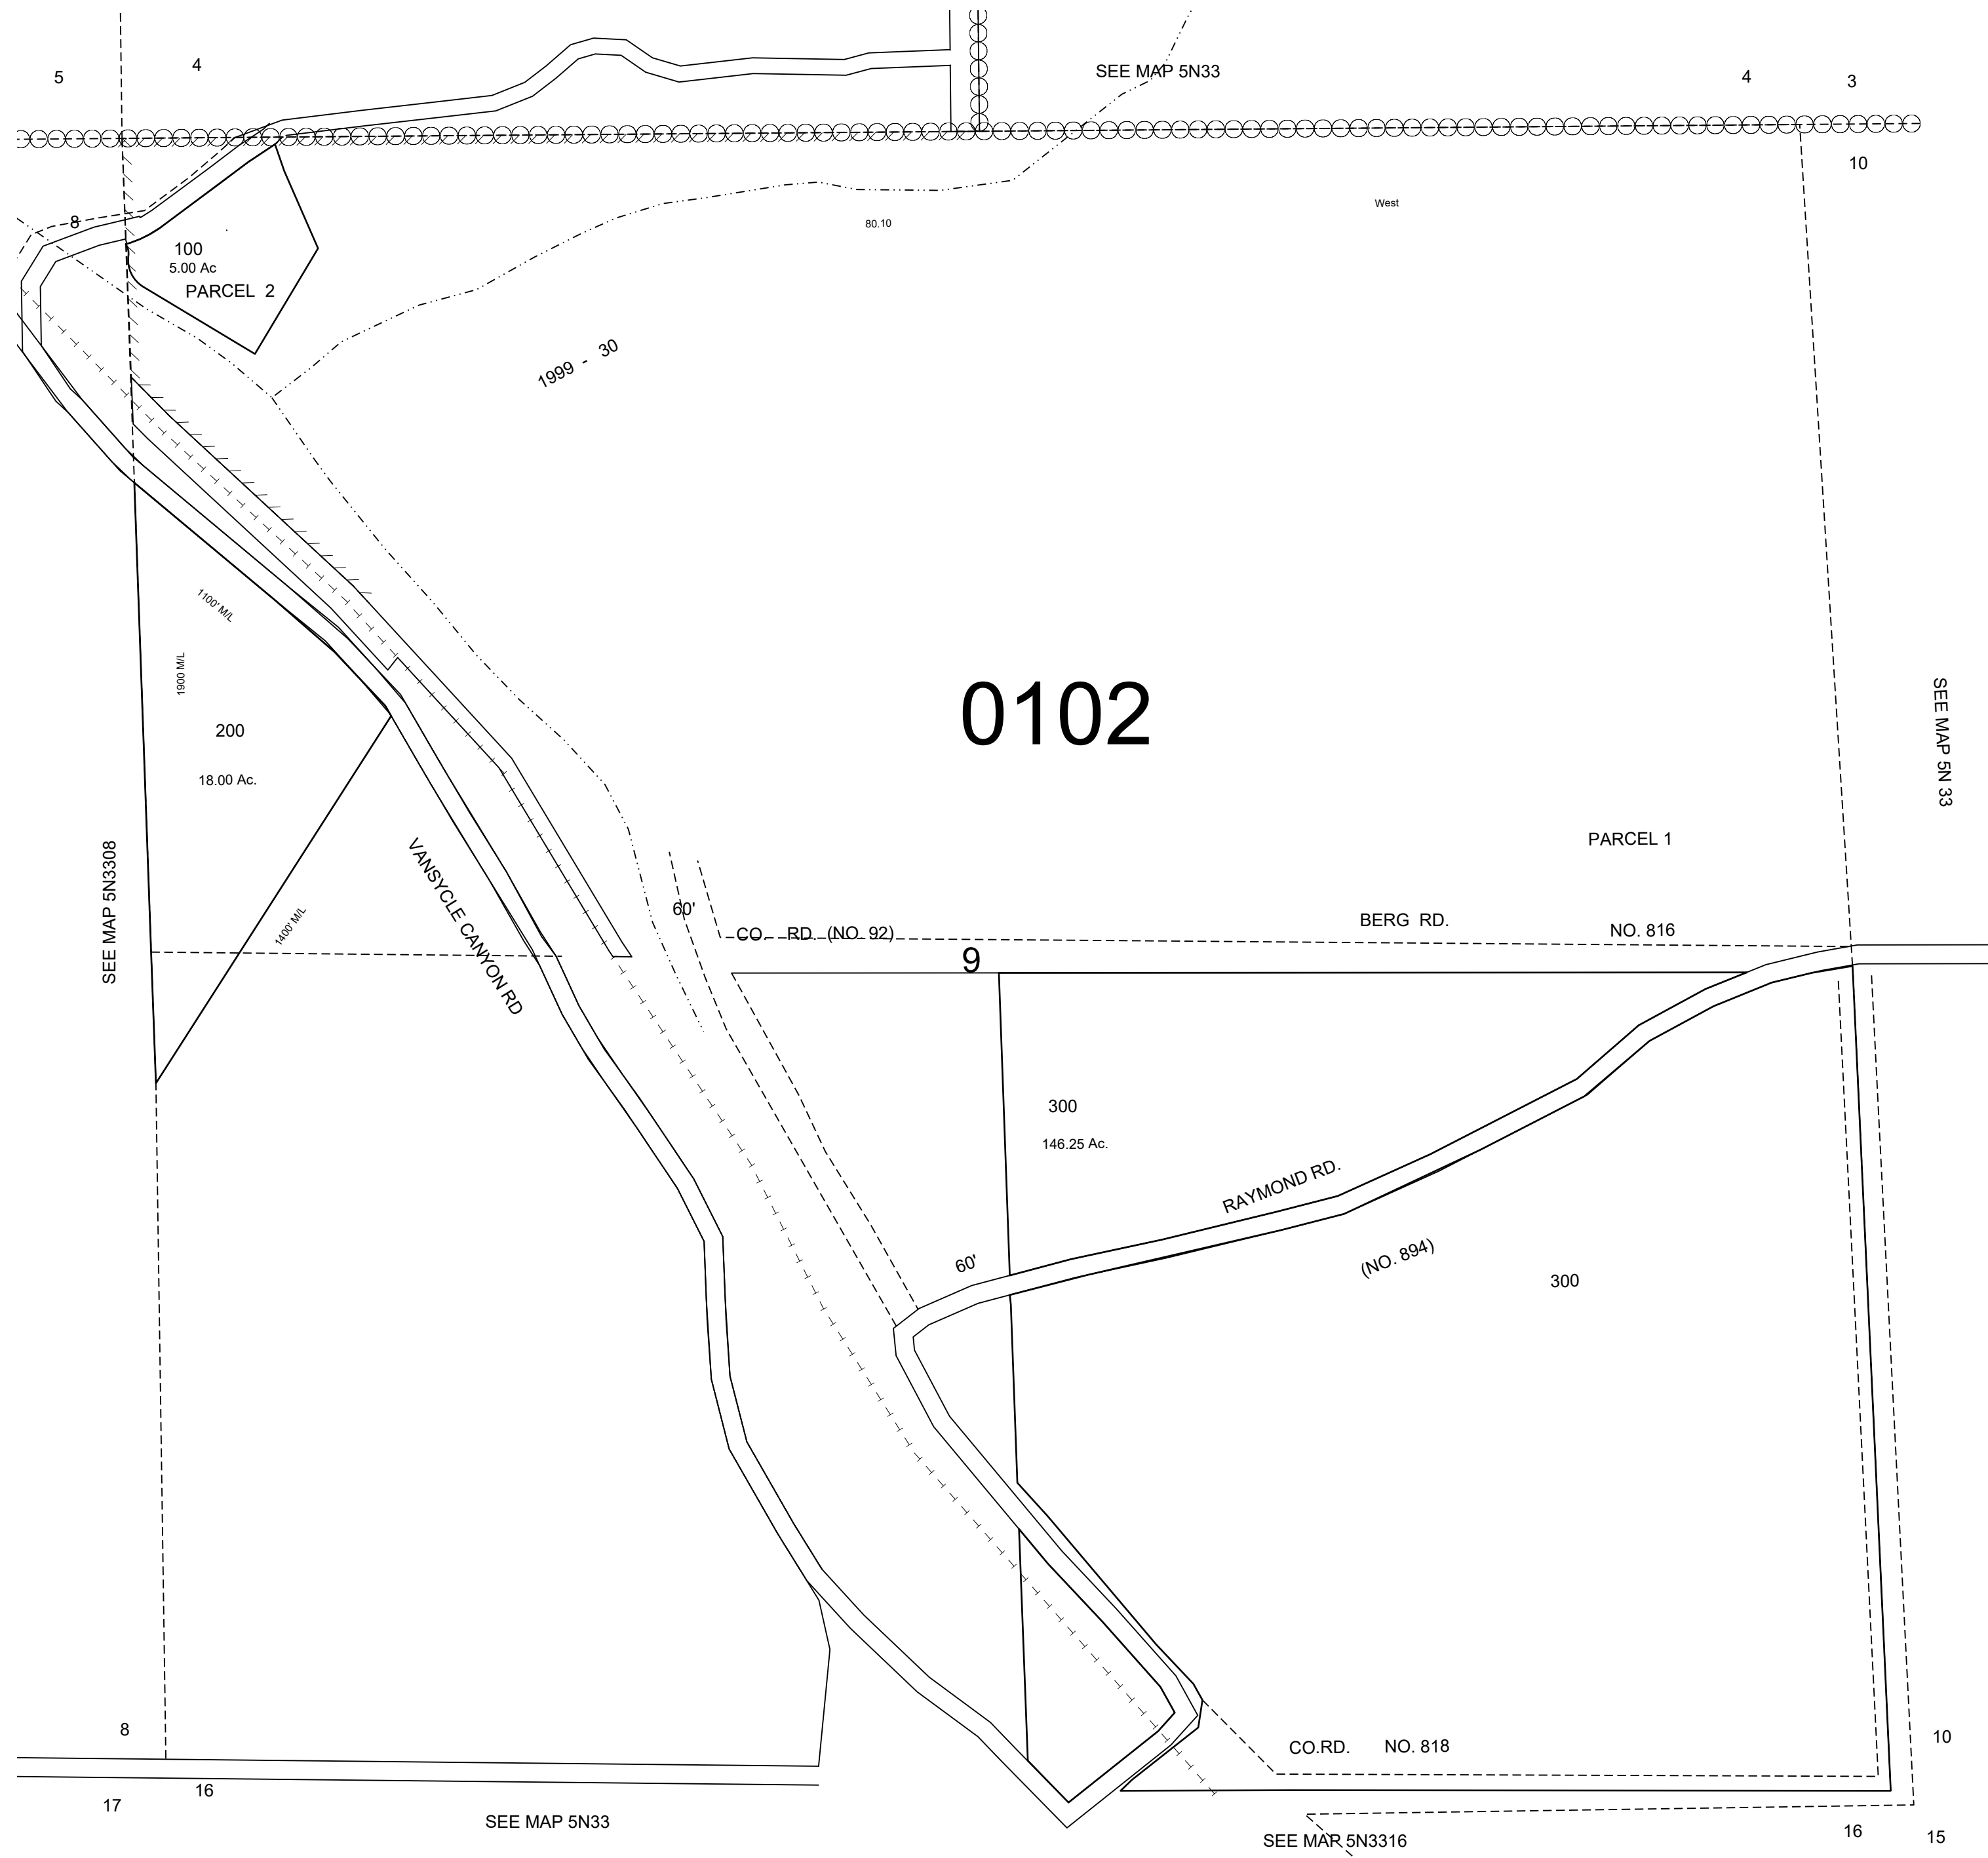 5
4
SEE MAP 5N33
4
3
10
8
West
80.10
100
5.00 Ac
PARCEL 2
1999 - 30
1100' M/L
1900 M/L
200
18.00 Ac.
0102
SEE MAP 5N 33
PARCEL 1
SEE MAP 5N3308
VANSYCLE CANYON RD
1400' M/L
60'
CO. RD. (NO. 92)
BERG RD.
NO. 816
9
300
146.25 Ac.
RAYMOND RD.
60'
(NO. 894)
300
8
CO.RD. NO. 818
10
16
17
SEE MAP 5N33
SEE MAP 5N3316
16
15